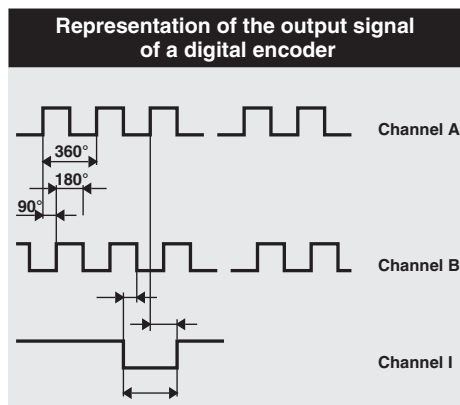 Representation of the output signal
of a digital encoder
Channel A
360°
180°
90°
Channel B
Channel I